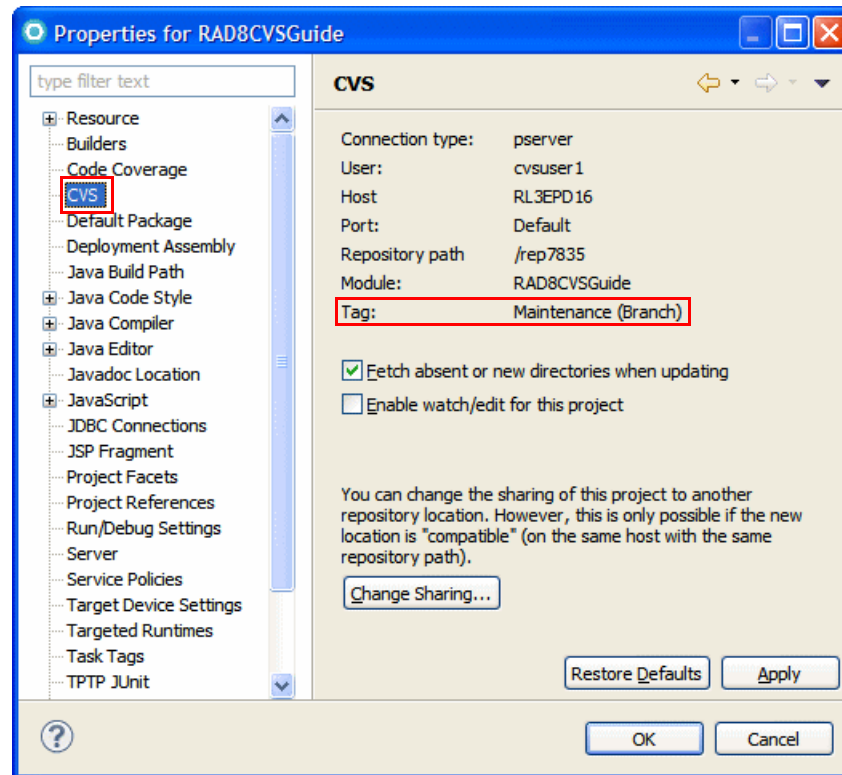 Properties for RAD8CVSGuide
type filter text
Resource
Builders
Code Coverage
CVS
Default Package
Deployment Assembly
Java Build Path
Java Code Style
Java Compiler
Java Editor
Javadoc Location
JavaScript
JDBC Connections
JSP Fragment
Project Facets
Project References
Run/Debug Settings
Server
Service Policies
Target Device Settings
Targeted Runtimes
Task Tags
TPTP JUnit
CVS
Connection type: pserver
User: cvsuser1
Host RL3EPD16
Port: Default
Repository path /rep7835
Module: RAD8CVSGuide
Tag: Maintenance (Branch)
Fetch absent or new directories when updating
Enable watch/edit for this project
You can change the sharing of this project to another
repository location. However, this is only possible if the new
location is "compatible" (on the same host with the same
repository path).
Change Sharing...
Restore Defaults Apply
? OK Cancel